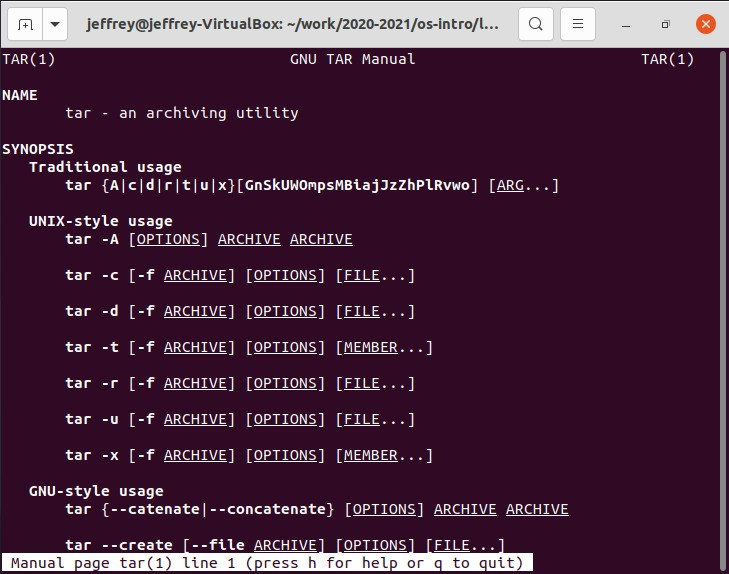 jeffrey@jeffrey-VirtualBox: ~/work/2020-2021/os-intro/l...
TAR(1) GNU TAR Manual TAR(1)
NAME
tar - an archiving utility
SYNOPSIS
Traditional usage
tar {A|c|d|r|t|u|x}[GnSkUWOmpsMBiajJzZhPlRvwo] [ARG...]
UNIX-style usage
tar -A [OPTIONS] ARCHIVE ARCHIVE
tar -c [-f ARCHIVE] [OPTIONS] [FILE...]
tar -d [-f ARCHIVE] [OPTIONS] [FILE...]
tar -t [-f ARCHIVE] [OPTIONS] [MEMBER...]
tar -r [-f ARCHIVE] [OPTIONS] [FILE...]
tar -u [-f ARCHIVE] [OPTIONS] [FILE...]
tar -x [-f ARCHIVE] [OPTIONS] [MEMBER...]
GNU-style usage
tar {--catenate|--concatenate} [OPTIONS] ARCHIVE ARCHIVE
tar --create [--file ARCHIVE] [OPTIONS] [FILE...]
Manual page tar(1) line 1 (press h for help or q to quit)